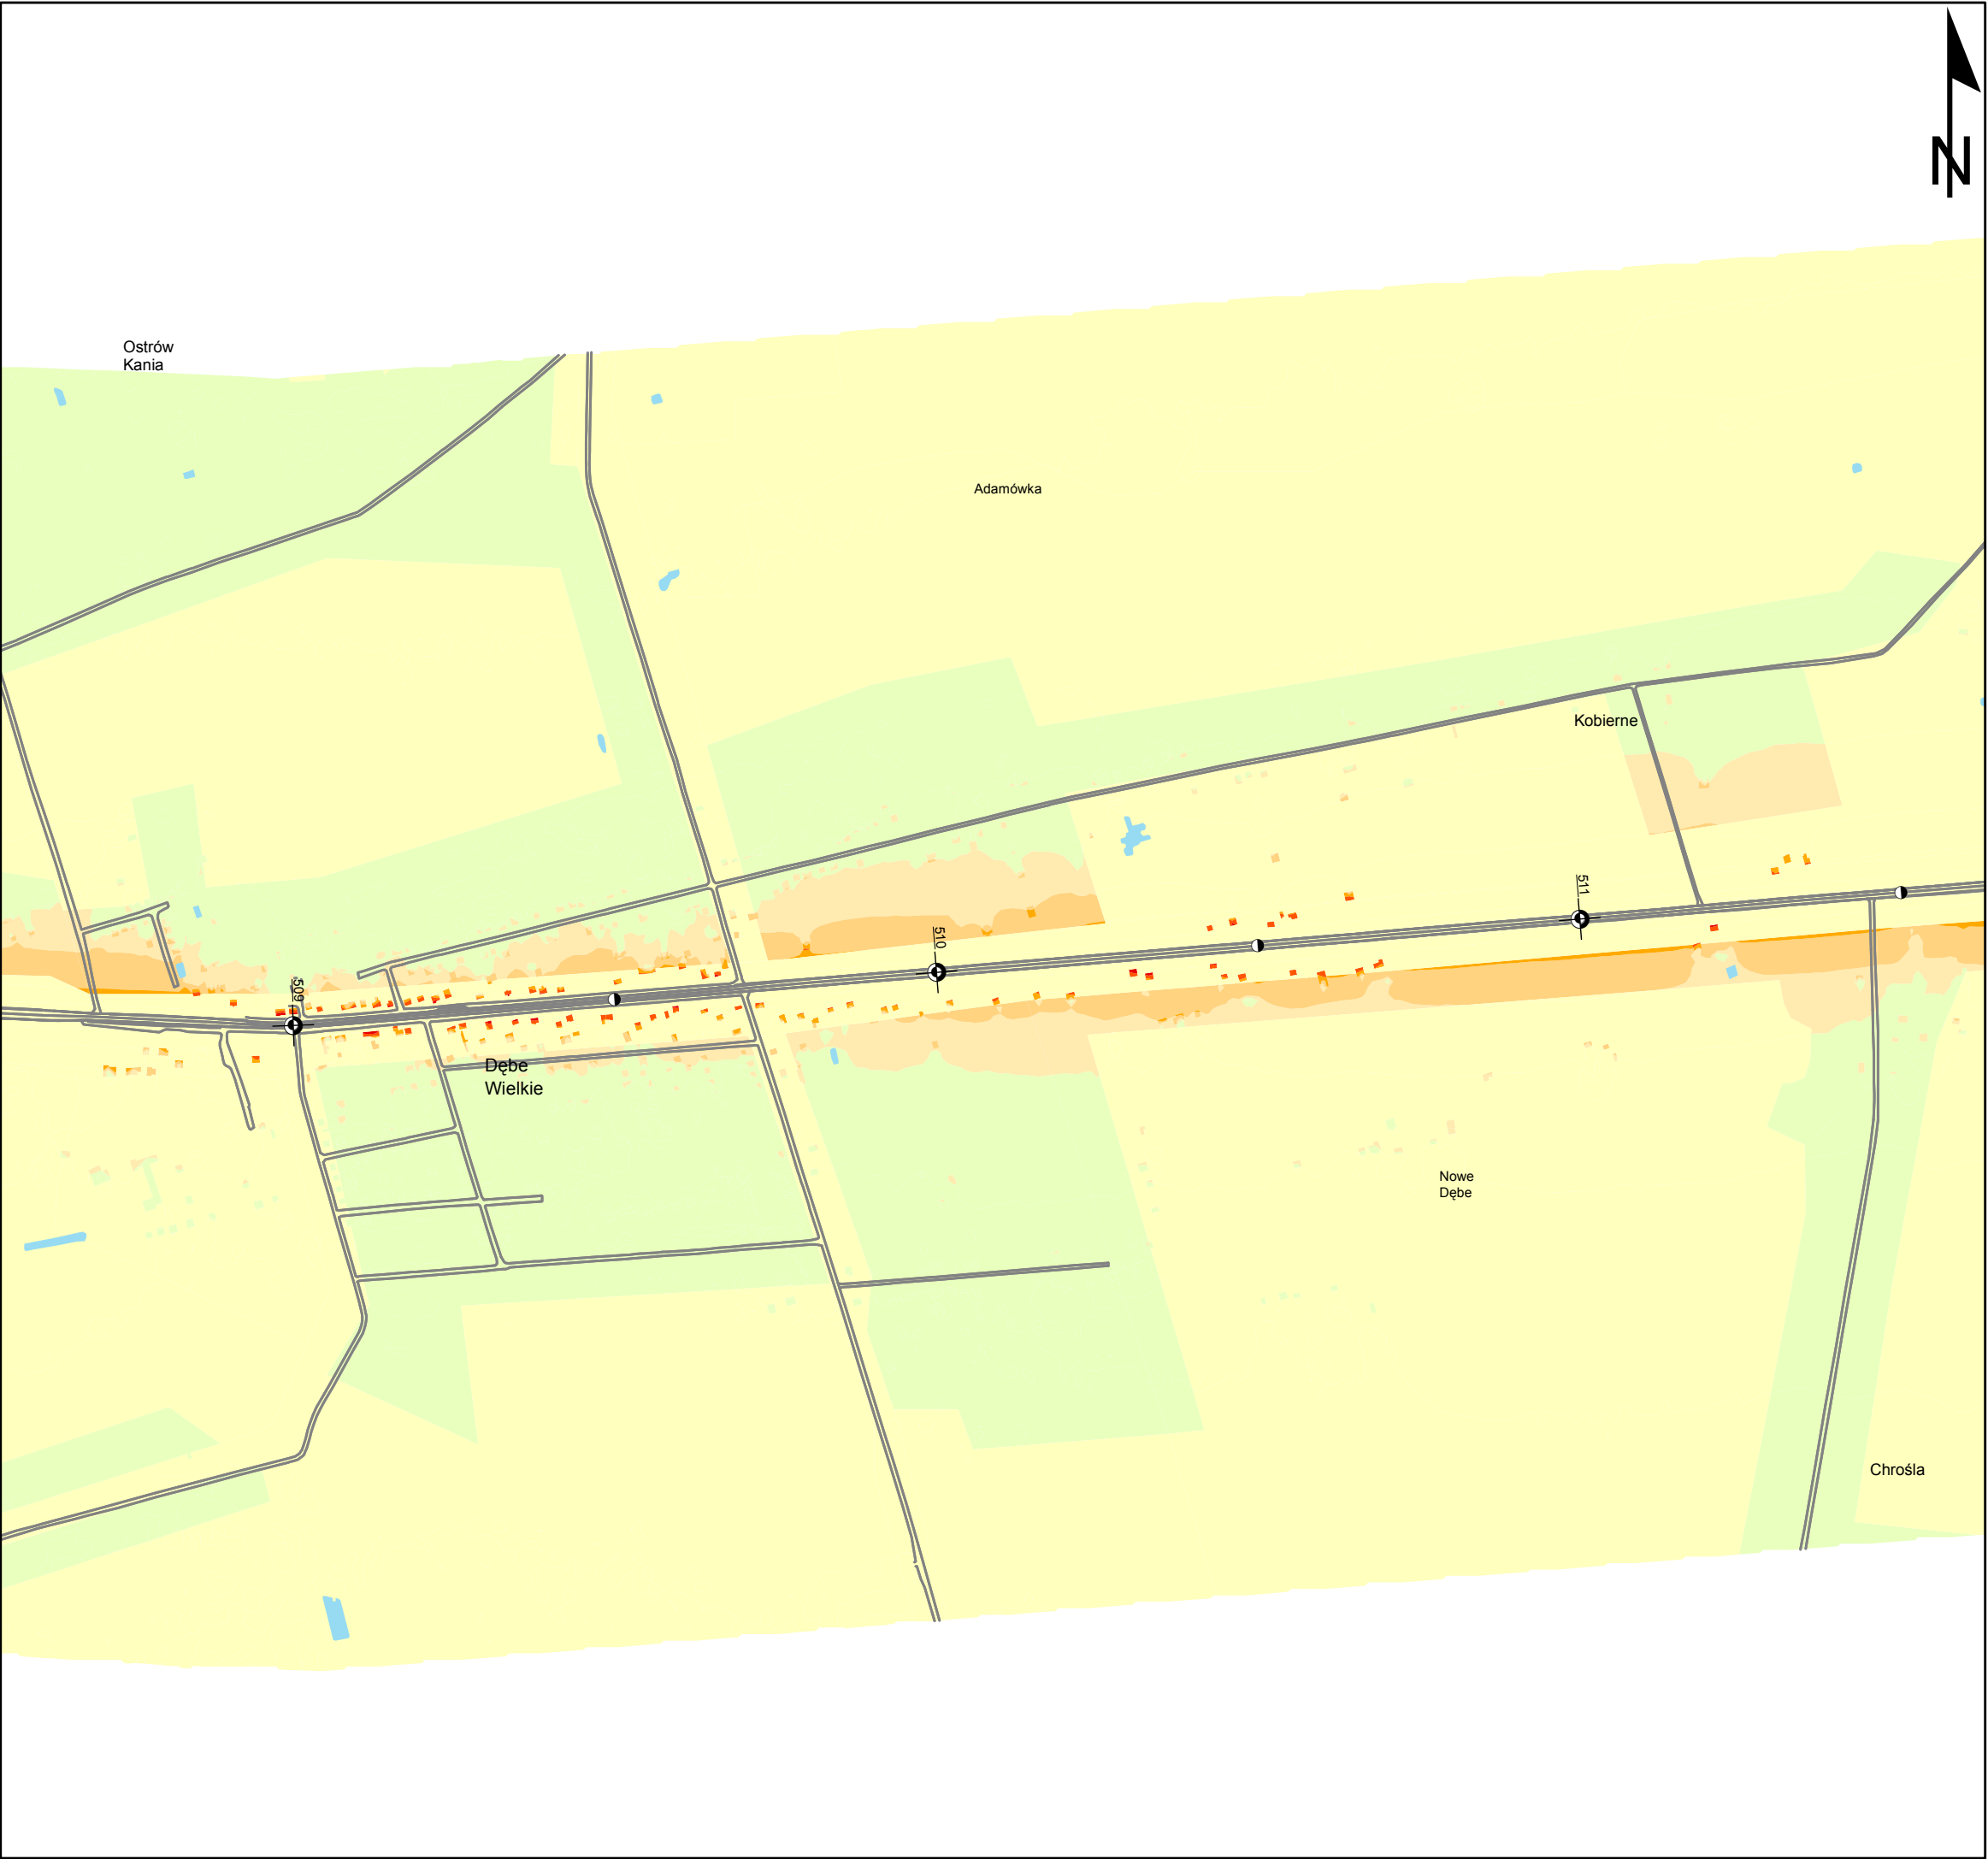 N
Ostrów
Kania
Adamówka
Kobierne
511
510
509
Dębe
Wielkie
Nowe
Dębe
Chrośla